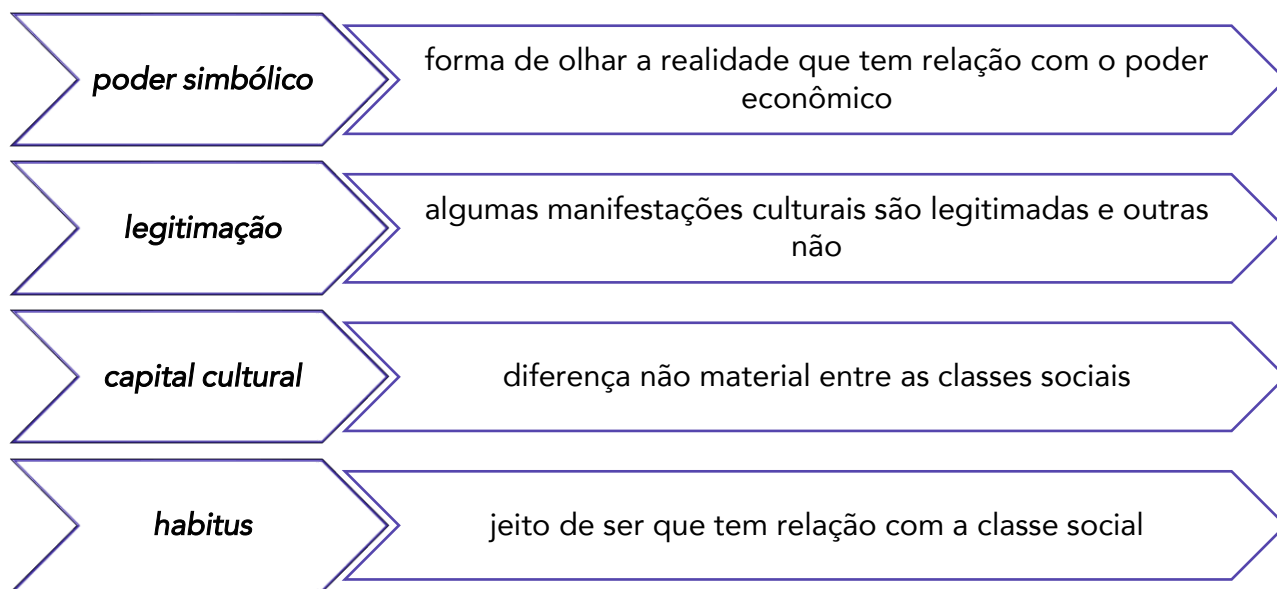 poder simbólico
forma de olhar a realidade que tem relação com o poder
econômico
legitimação
algumas manifestações culturais são legitimadas e outras
não
capital cultural
diferença não material entre as classes sociais
habitus
jeito de ser que tem relação com a classe social